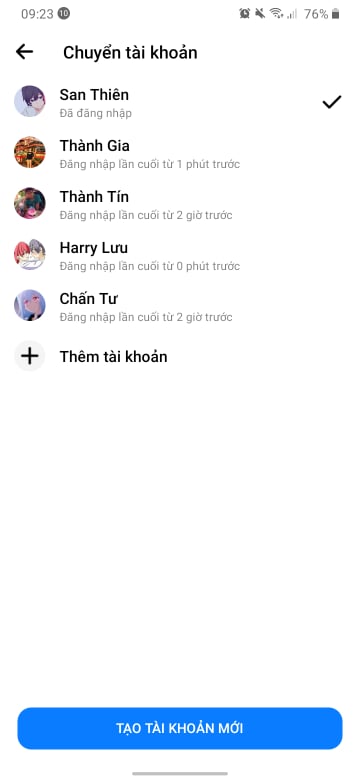 09:23 10 76%
Chuyển tài khoản
San Thiên
Đã đăng nhập
Thành Gia
Đăng nhập lần cuối từ 1 phút trước
Thành Tín
Đăng nhập lần cuối từ 2 giờ trước
Harry Lưu
Đăng nhập lần cuối từ 0 phút trước
Chấn Tư
Đăng nhập lần cuối từ 2 giờ trước
Thêm tài khoản
TẠO TÀI KHOẢN MỚI